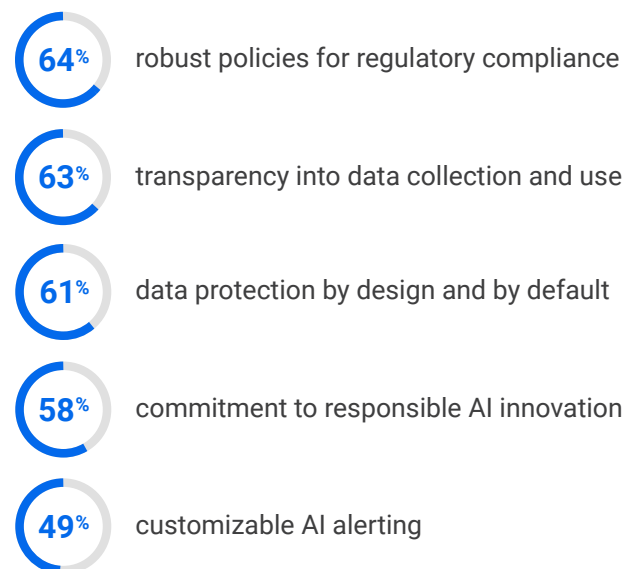 64% robust policies for regulatory compliance
63% transparency into data collection and use
61% data protection by design and by default
58% commitment to responsible AI innovation
49% customizable AI alerting